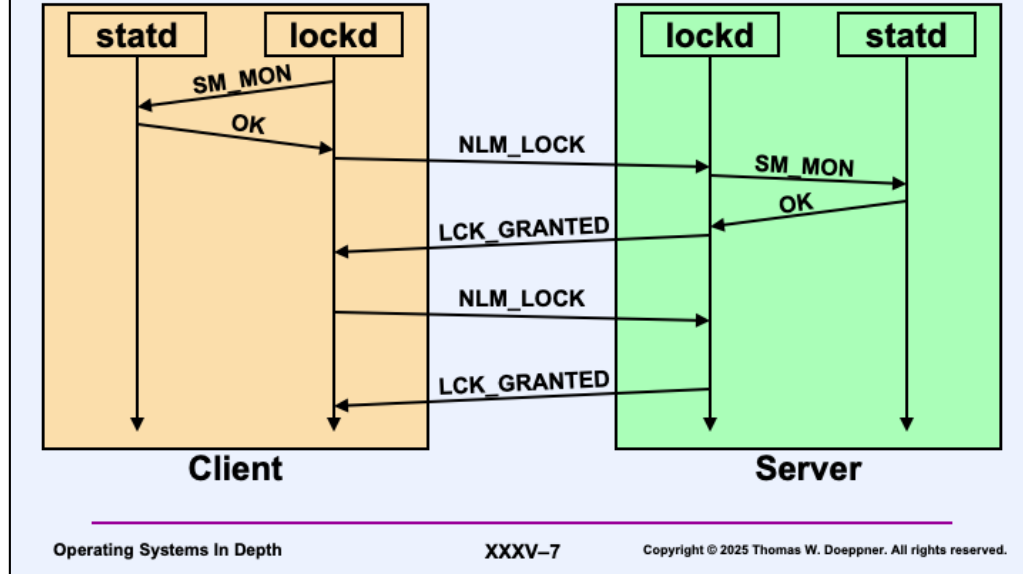 statd lockd lockd statd
SM_MON
OK
NLM_LOCK
SM_MON
OK
LCK_GRANTED
NLM_LOCK
LCK_GRANTED
Client Server
Operating Systems In Depth XXXV–7 Copyright © 2025 Thomas W. Doeppner. All rights reserved.